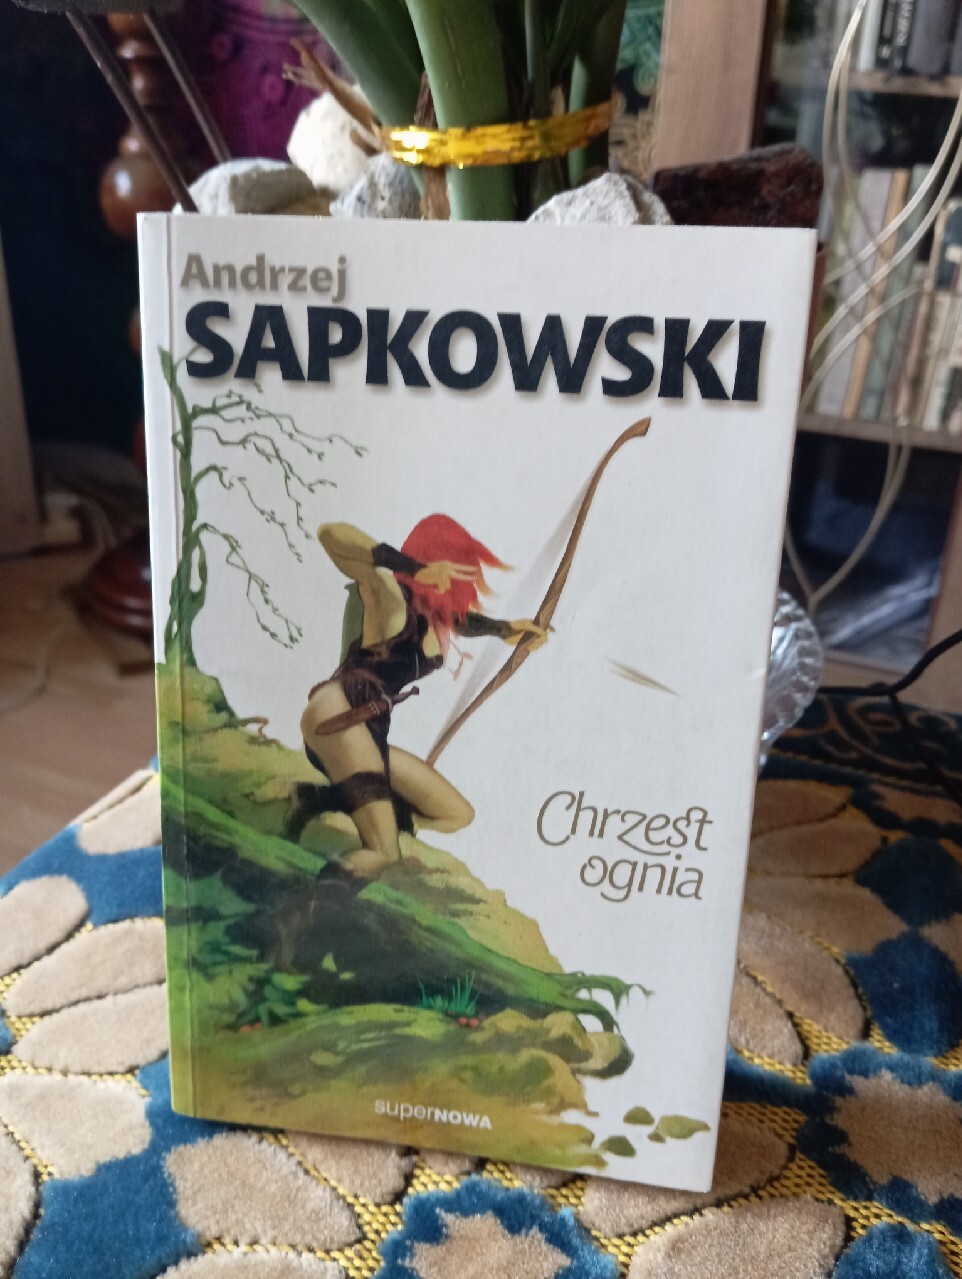 Andrzej
SAPKOWSKI
Chrzest
ognia
superNOWA